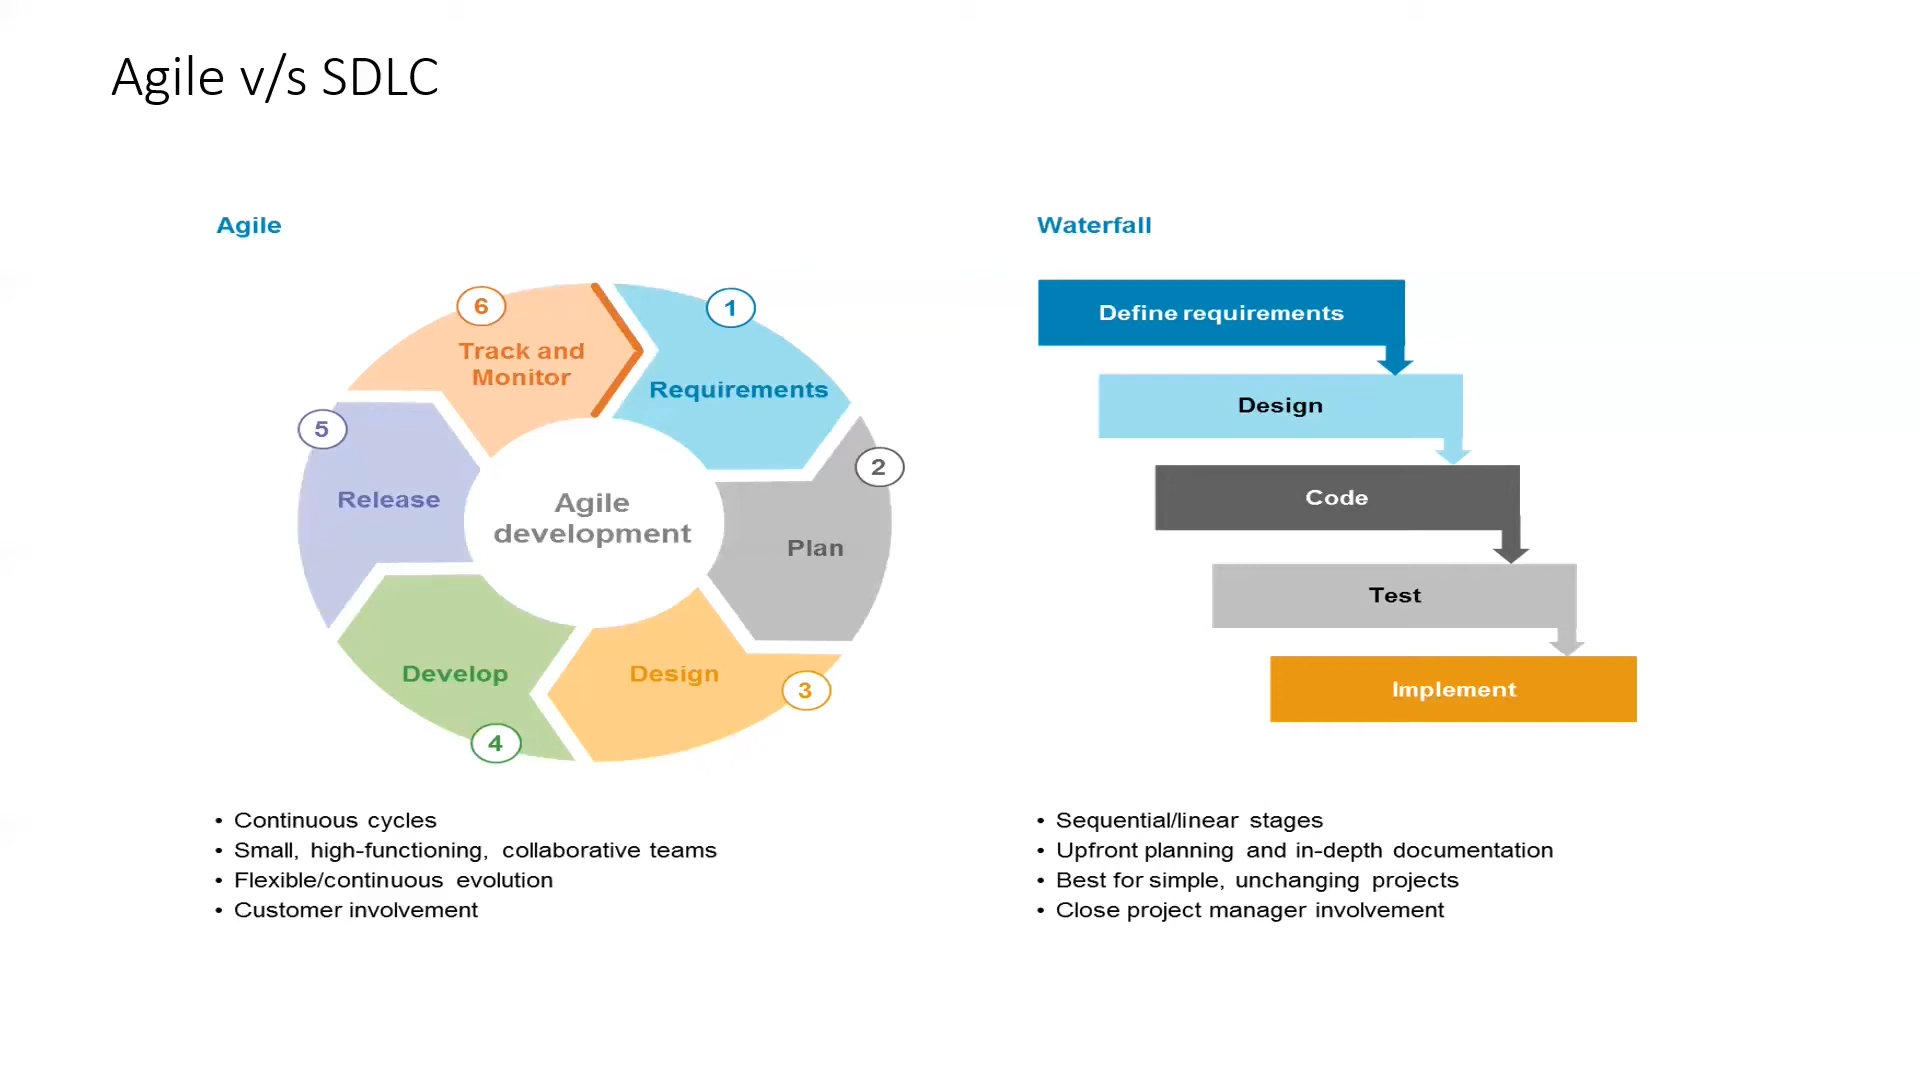 Agile v/s SDLC
Agile
6
Track and
Monitor
1
Requirements
2
Plan
3
Design
4
Develop
5
Release
Agile
development
• Continuous cycles
• Small, high-functioning, collaborative teams
• Flexible/continuous evolution
• Customer involvement
Waterfall
Define requirements
Design
Code
Test
Implement
• Sequential/linear stages
• Upfront planning and in-depth documentation
• Best for simple, unchanging projects
• Close project manager involvement